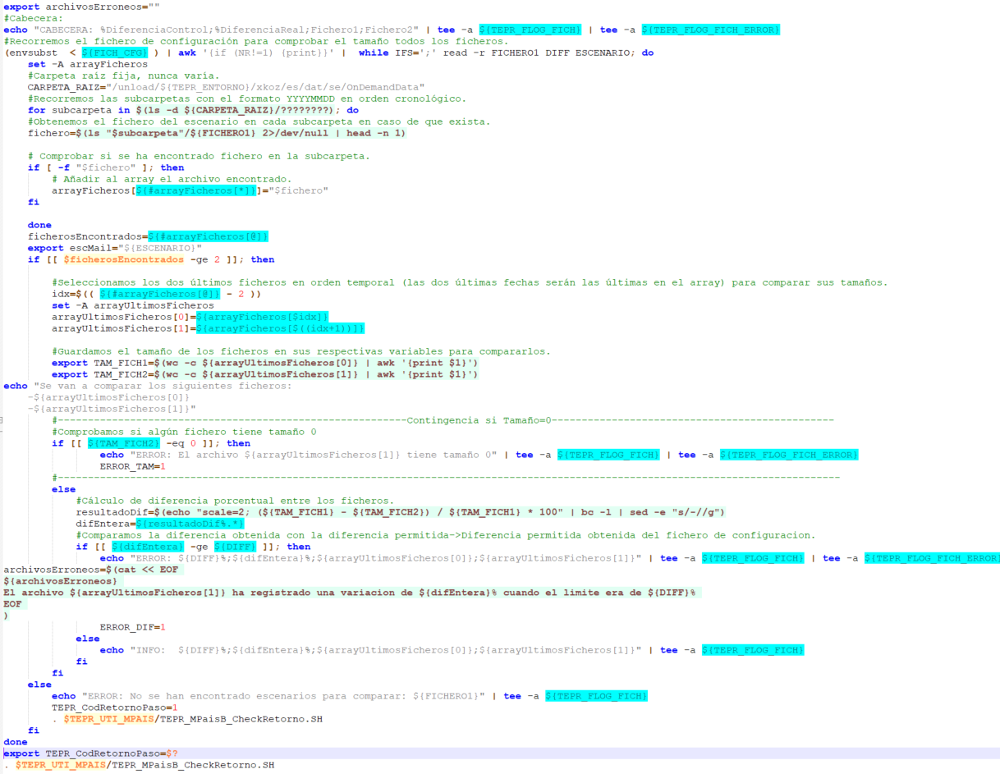 export archivosErroneos=""
#Cabecera:
echo "CABECERA: %DiferenciaControl;%DiferenciaReal;Fichero1;Fichero2" | tee -a ${TEPR_FLOG_FICH} | tee -a ${TEPR_FLOG_FICH_ERROR}
#Recorremos el fichero de configuración para comprobar el tamaño todos los ficheros.
(envsubst  < ${FICH_CFG} ) | awk '{if (NR!=1) {print}}' |  while IFS=';' read -r FICHERO1 DIFF ESCENARIO; do
    set -A arrayFicheros
    #Carpeta raíz fija, nunca varía.
    CARPETA_RAIZ="/unload/${TEPR_ENTORNO}/xkoz/es/dat/se/OnDemandData"
    #Recorremos las subcarpetas con el formato YYYYMMDD en orden cronológico.
    for subcarpeta in $(ls -d ${CARPETA_RAIZ}/????????); do
    #Obtenemos el fichero del escenario en cada subcarpeta en caso de que exista.
    fichero=$(ls "$subcarpeta"/${FICHERO1} 2>/dev/null | head -n 1)

    # Comprobar si se ha encontrado fichero en la subcarpeta.
    if [ -f "$fichero" ]; then
        # Añadir al array el archivo encontrado.
        arrayFicheros[${#arrayFicheros[*]}]="$fichero"
    fi

    done
    ficherosEncontrados=${#arrayFicheros[@]}
    export escMail="${ESCENARIO}"
    if [[ $ficherosEncontrados -ge 2 ]]; then

        #Seleccionamos los dos últimos ficheros en orden temporal (las dos últimas fechas serán las últimas en el array) para comparar sus tamaños.
        idx=$(( ${#arrayFicheros[@]} - 2 ))
        set -A arrayUltimosFicheros
        arrayUltimosFicheros[0]=${arrayFicheros[$idx]}
        arrayUltimosFicheros[1]=${arrayFicheros[$((idx+1))]}

        #Guardamos el tamaño de los ficheros en sus respectivas variables para compararlos.
        export TAM_FICH1=$(wc -c ${arrayUltimosFicheros[0]} | awk '{print $1}')
        export TAM_FICH2=$(wc -c ${arrayUltimosFicheros[1]} | awk '{print $1}')
echo "Se van a comparar los siguientes ficheros:
    -${arrayUltimosFicheros[0]}
    -${arrayUltimosFicheros[1]}"
        #----------------------------------------------------------Contingencia si Tamaño=0-----------------------------------------------
        #Comprobamos si algún fichero tiene tamaño 0
        if [[ ${TAM_FICH2} -eq 0 ]]; then
                echo "ERROR: El archivo ${arrayUltimosFicheros[1]} tiene tamaño 0" | tee -a ${TEPR_FLOG_FICH} | tee -a ${TEPR_FLOG_FICH_ERROR}
                ERROR_TAM=1
        #----------------------------------------------------------------------------------------------------------------------------------
        else
            #Cálculo de diferencia porcentual entre los ficheros.
            resultadoDif=$(echo "scale=2; (${TAM_FICH1} - ${TAM_FICH2}) / ${TAM_FICH1} * 100" | bc -l | sed -e "s/-//g")
            difEntera=${resultadoDif%.*}
            #Comparamos la diferencia obtenida con la diferencia permitida->Diferencia permitida obtenida del fichero de configuracion.
            if [[ ${difEntera} -ge ${DIFF} ]]; then
                echo "ERROR: ${DIFF}%;${difEntera}%;${arrayUltimosFicheros[0]};${arrayUltimosFicheros[1]}" | tee -a ${TEPR_FLOG_FICH} | tee -a ${TEPR_FLOG_FICH_ERROR}
archivosErroneos=$(cat << EOF
${archivosErroneos}
El archivo ${arrayUltimosFicheros[1]} ha registrado una variacion de ${difEntera}% cuando el limite era de ${DIFF}%
EOF
)
                ERROR_DIF=1
            else
                echo "INFO:  ${DIFF}%;${difEntera}%;${arrayUltimosFicheros[0]};${arrayUltimosFicheros[1]}" | tee -a ${TEPR_FLOG_FICH}
            fi
        fi
    else
        echo "ERROR: No se han encontrado escenarios para comparar: ${FICHERO1}" | tee -a ${TEPR_FLOG_FICH}
        TEPR_CodRetornoPaso=1
        . $TEPR_UTI_MPAIS/TEPR_MPaisB_CheckRetorno.SH
    fi
done
export TEPR_CodRetornoPaso=$?
. $TEPR_UTI_MPAIS/TEPR_MPaisB_CheckRetorno.SH